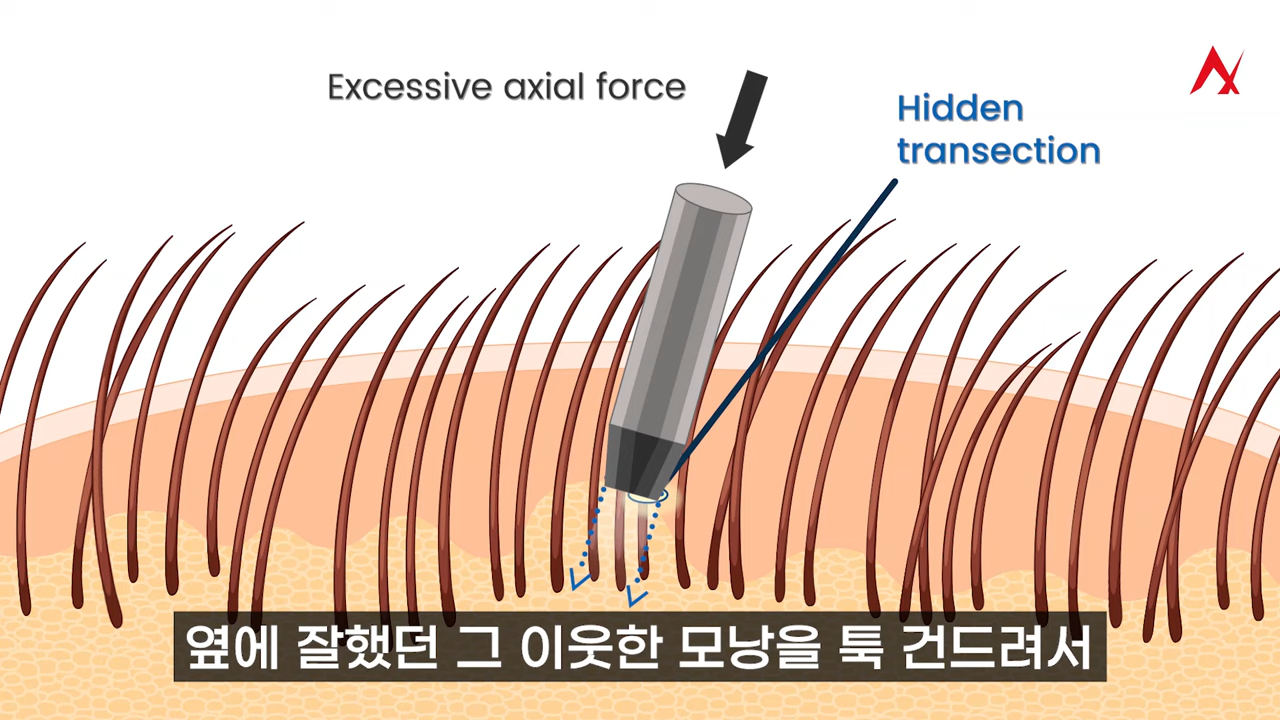 Excessive axial force
Hidden
transection
옆에 잘했던 그 이웃한 모낭을 툭 건드려서